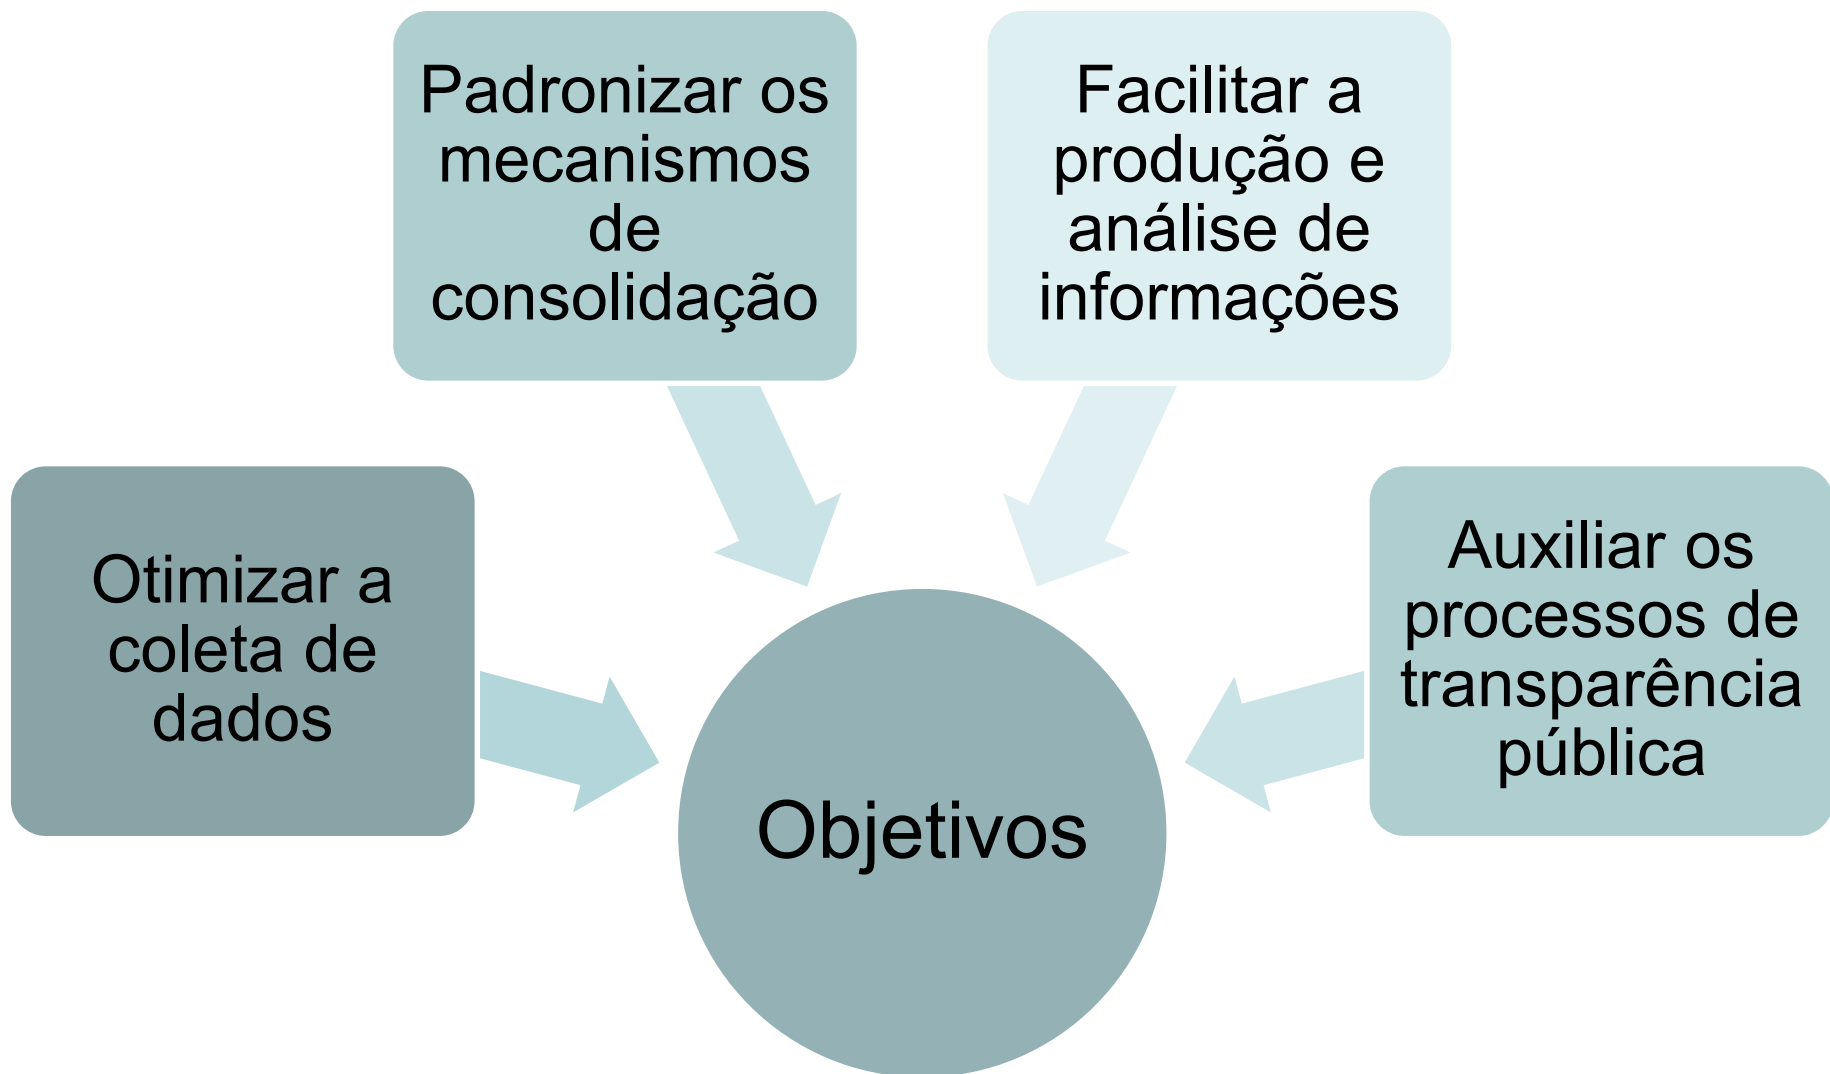 Padronizar os
mecanismos
de
consolidação
Facilitar a
produção e
análise de
informações
Otimizar a
coleta de
dados
Auxiliar os
processos de
transparência
pública
Objetivos